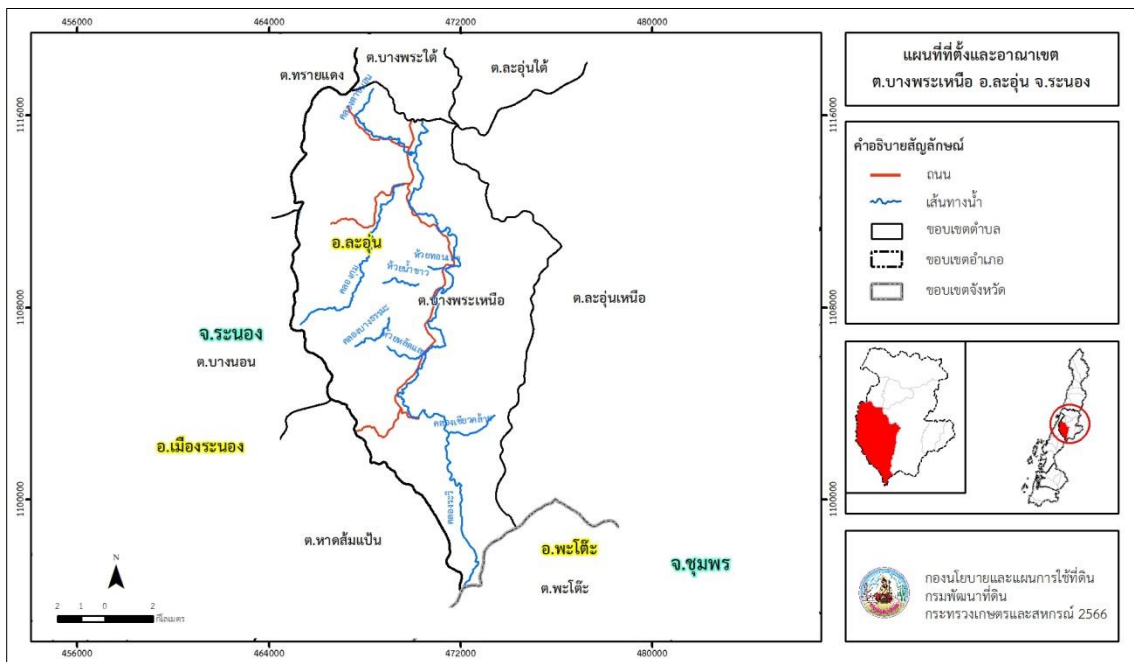 456000
464000
472000
480000
แผนที่ที่ตั้งและอาณาเขต
ต.บางพระเหนือ อ.ละอุ่น จ.ระนอง
คำอธิบายสัญลักษณ์
ถนน
เส้นทางน้ำ
ขอบเขตตำบล
ขอบเขตอำเภอ
ขอบเขตจังหวัด
ต.บางพระใต้
ต.ทรายแดง
ต.ละอุ่นใต้
1116000
1116000
อ.ละอุ่น
ห้วยน้ำขาว
ต.บางพระเหนือ
ต.ละอุ่นเหนือ
1108000
1108000
จ.ระนอง
ต.บางนอน
อ.เมืองระนอง
1100000
1100000
ต.หาดส้มแป้น
อ.พะโต๊ะ
จ.ชุมพร
ต.พะโต๊ะ
N
2 1 0 2
กิโลเมตร
กองนโยบายและแผนการใช้ที่ดิน
กรมพัฒนาที่ดิน
กระทรวงเกษตรและสหกรณ์ 2566
456000
464000
472000
480000